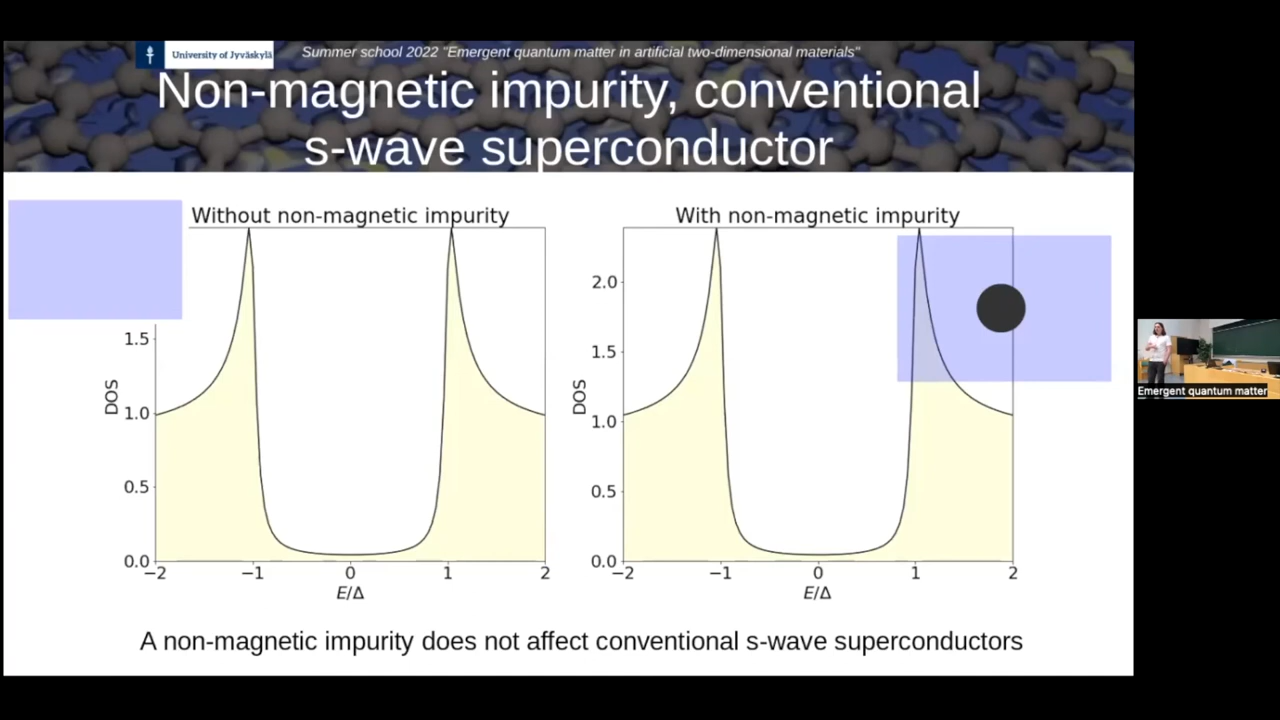 University of Jyväskylä
Summer school 2022 "Emergent quantum matter in artificial two-dimensional materials"
Non-magnetic impurity, conventional
s-wave superconductor
Without non-magnetic impurity
1.5
1.0
0.5
0.0
DOS
−2 −1 0 1 2
E/Δ
With non-magnetic impurity
2.0
1.5
1.0
0.5
0.0
DOS
−2 −1 0 1 2
E/Δ
A non-magnetic impurity does not affect conventional s-wave superconductors
Emergent quantum matter